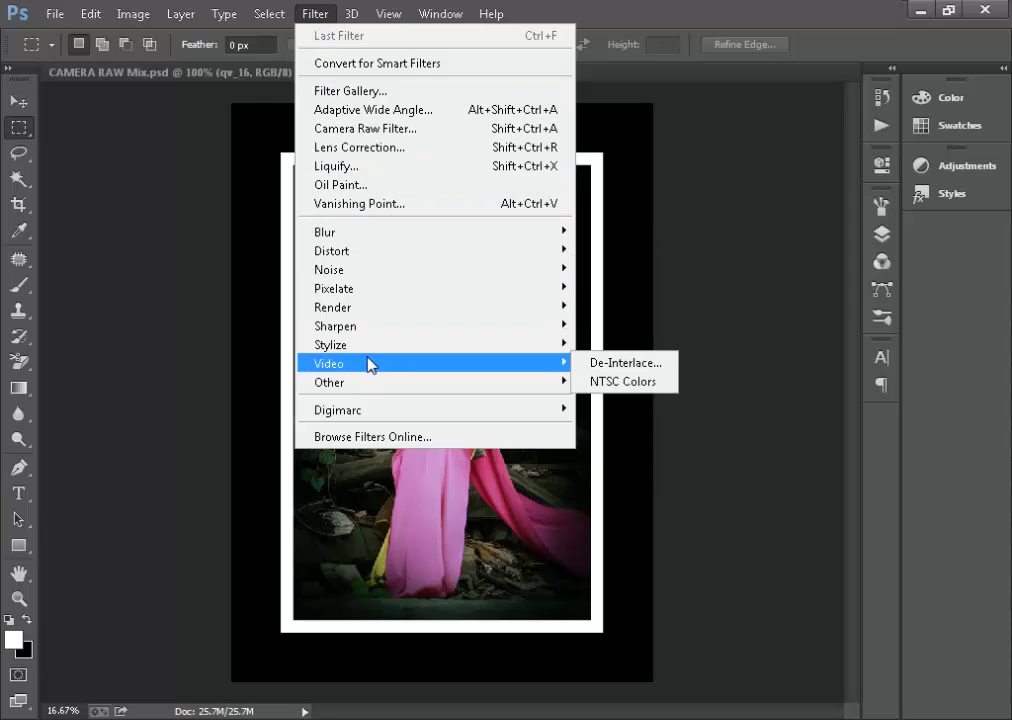 Ps File Edit Image Layer Type Select Filter 3D View Window Help
Feather: 0 px Height: Refine Edge...
CAMERA RAW Mix.psd @ 100% (qv_16, RGB/8)
Last Filter Ctrl+F
Convert for Smart Filters
Filter Gallery...
Adaptive Wide Angle... Alt+Shift+Ctrl+A
Camera Raw Filter... Shift+Ctrl+A
Lens Correction... Shift+Ctrl+R
Liquify... Shift+Ctrl+X
Oil Paint...
Vanishing Point... Alt+Ctrl+V
Blur
Distort
Noise
Pixelate
Render
Sharpen
Stylize
Video
Other
Digimarc
Browse Filters Online...
De-Interlace...
NTSC Colors
Color
Swatches
Adjustments
Styles
16.67% Doc: 25.7M/25.7M